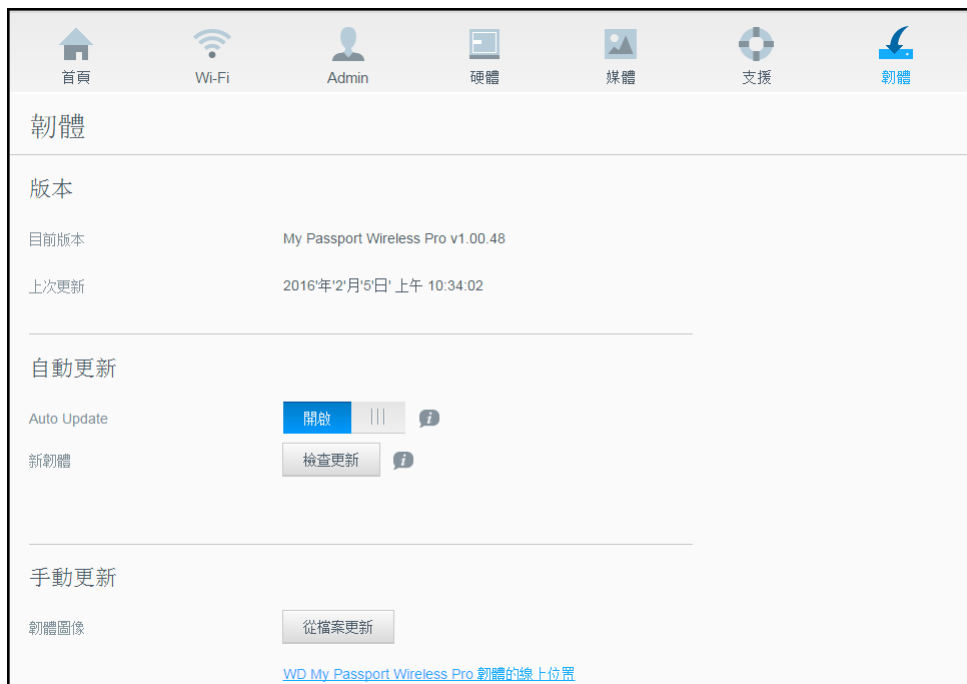 首頁
Wi-Fi
Admin
硬體
媒體
支援
韌體
韌體
版本
目前版本 My Passport Wireless Pro v1.00.48
上次更新 2016'年'2'月'5'日' 上午 10:34:02
自動更新
Auto Update 開啟
新韌體 檢查更新
手動更新
韌體圖像 從檔案更新
WD My Passport Wireless Pro 韌體的線上位置